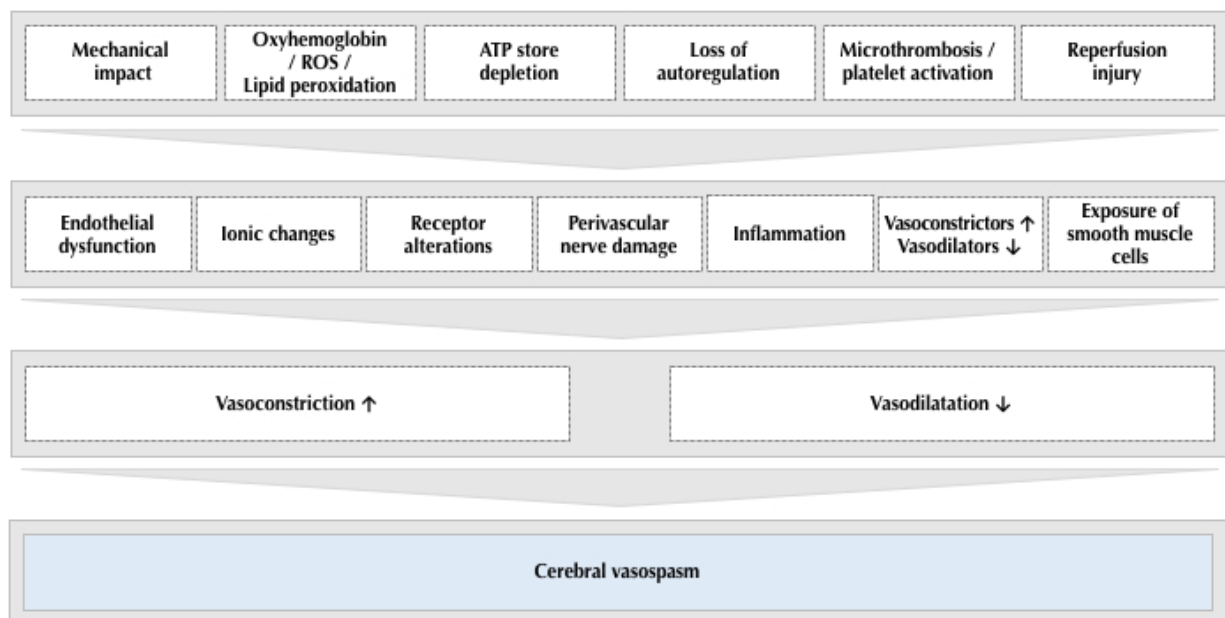 Mechanical
impact
Oxyhemoglobin
/ ROS /
Lipid peroxidation
ATP store
depletion
Loss of
autoregulation
Microthrombosis /
platelet activation
Reperfusion
injury
Endothelial
dysfunction
Ionic changes
Receptor
alterations
Perivascular
nerve damage
Inflammation
Vasoconstrictors ↑
Vasodilators ↓
Exposure of
smooth muscle
cells
Vasoconstriction ↑
Vasodilatation ↓
Cerebral vasospasm